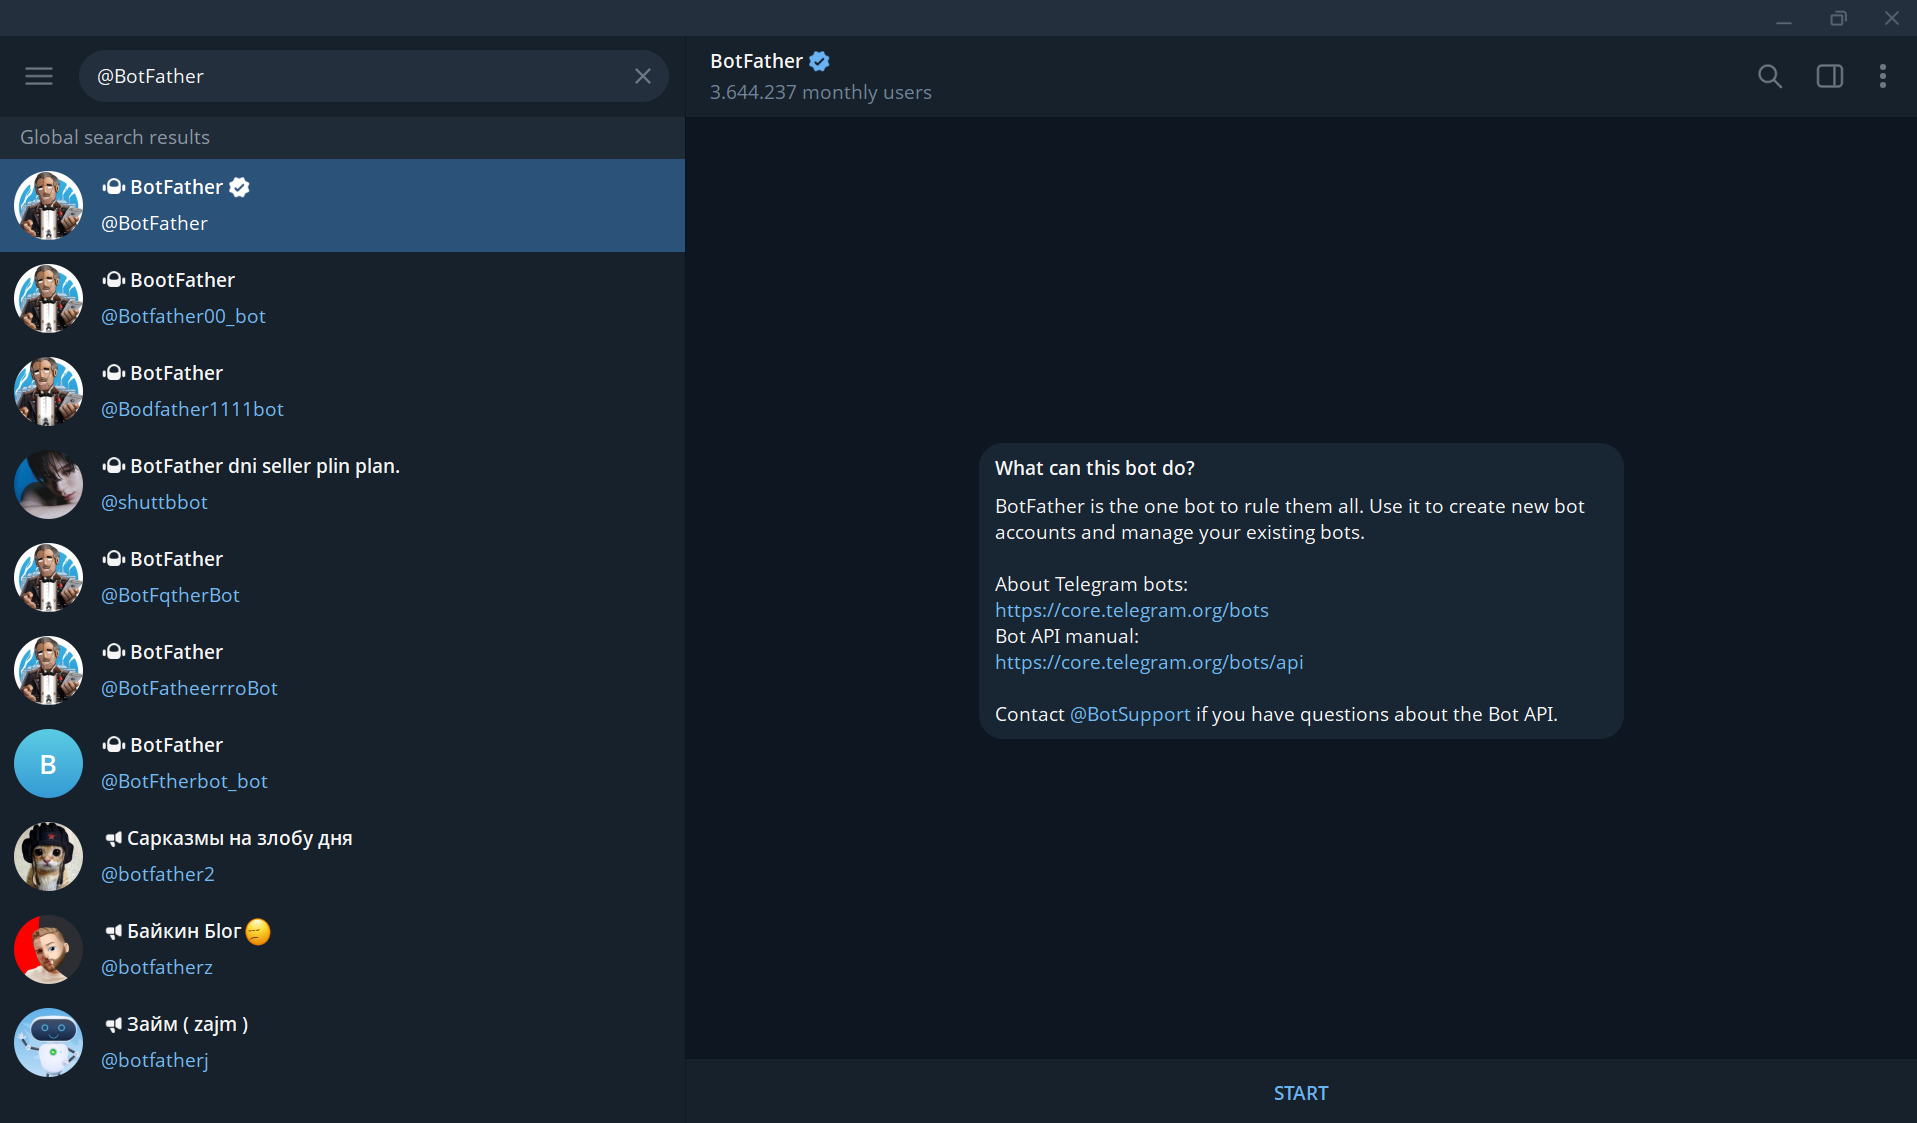 @BotFather
Global search results
BotFather
@BotFather
BootFather
@Botfather00_bot
BotFather
@Bodfather1111bot
BotFather dni seller plin plan.
@shuttbbot
BotFather
@BotFqtherBot
BotFather
@BotFatheerrroBot
B
BotFather
@BotFtherbot_bot
Сарказмы на злобу дня
@botfather2
Байкин Бlог
@botfatherz
Займ ( zajm )
@botfatherj
BotFather
3.644.237 monthly users
What can this bot do?
BotFather is the one bot to rule them all. Use it to create new bot
accounts and manage your existing bots.
About Telegram bots:
https://core.telegram.org/bots
Bot API manual:
https://core.telegram.org/bots/api
Contact @BotSupport if you have questions about the Bot API.
START